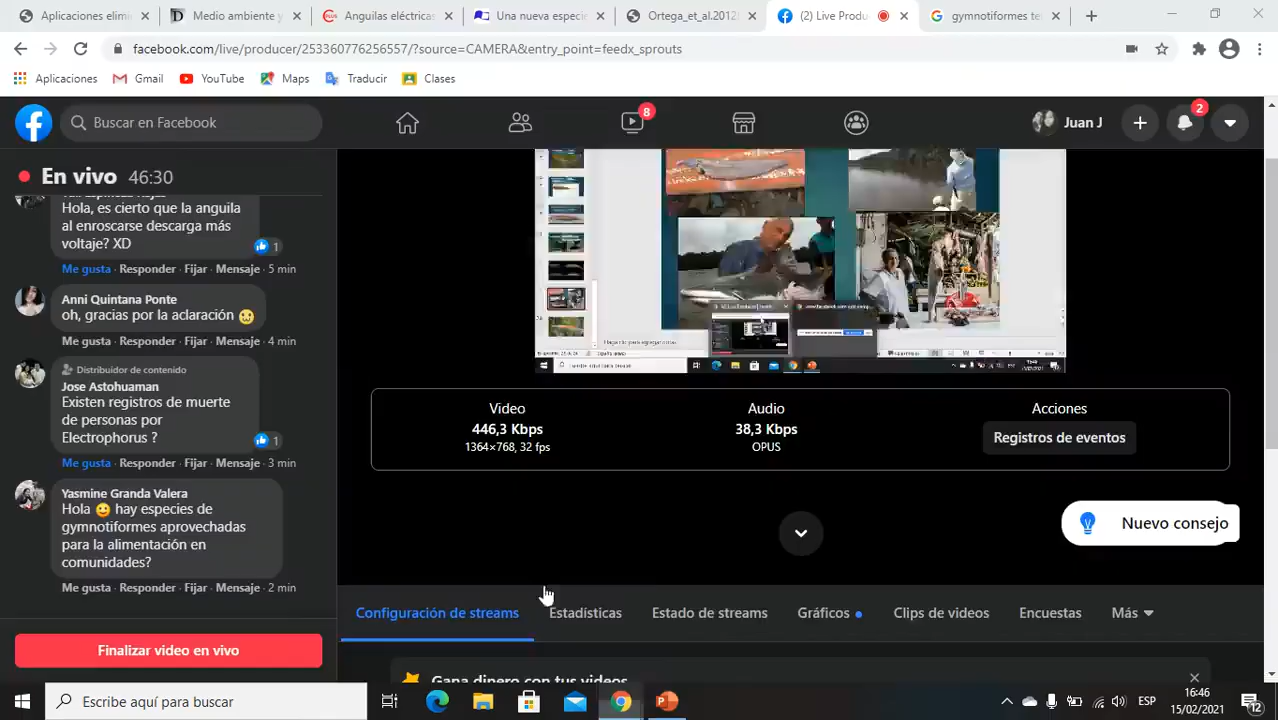 Aplicaciones elimi
Medio ambiente y
Anguilas eléctricas
Una nueva especi
Ortega_et_al.2012l
(2) Live Produ
gymnotiformes te
facebook.com/live/producer/253360776256557/?source=CAMERA&entry_point=feedx_sprouts
Aplicaciones
Gmail
YouTube
Maps
Traducir
Clases
Buscar en Facebook
8
Juan J
2
En vivo 46:30
Hola, es cierto que la anguila
al enroscarse descarga más
voltaje? XD
1
Me gusta · Responder · Fijar · Mensaje · 5 min
Anni Quintana Ponte
Oh, gracias por la aclaración
Me gusta · Responder · Fijar · Mensaje · 4 min
Distribuidor de contenido
Jose Astohuaman
Existen registros de muerte
de personas por
Electrophorus ?
1
Me gusta · Responder · Fijar · Mensaje · 3 min
Yasmine Granda Valera
Hola 😀 hay especies de
gymnotiformes aprovechadas
para la alimentación en
comunidades?
Me gusta · Responder · Fijar · Mensaje · 2 min
Finalizar video en vivo
Video
446,3 Kbps
1364×768, 32 fps
Audio
38,3 Kbps
OPUS
Acciones
Registros de eventos
Nuevo consejo
Configuración de streams
Estadísticas
Estado de streams
Gráficos
Clips de videos
Encuestas
Más
Gana dinero con tus videos
Escribe aquí para buscar
ESP
16:46
15/02/2021
12